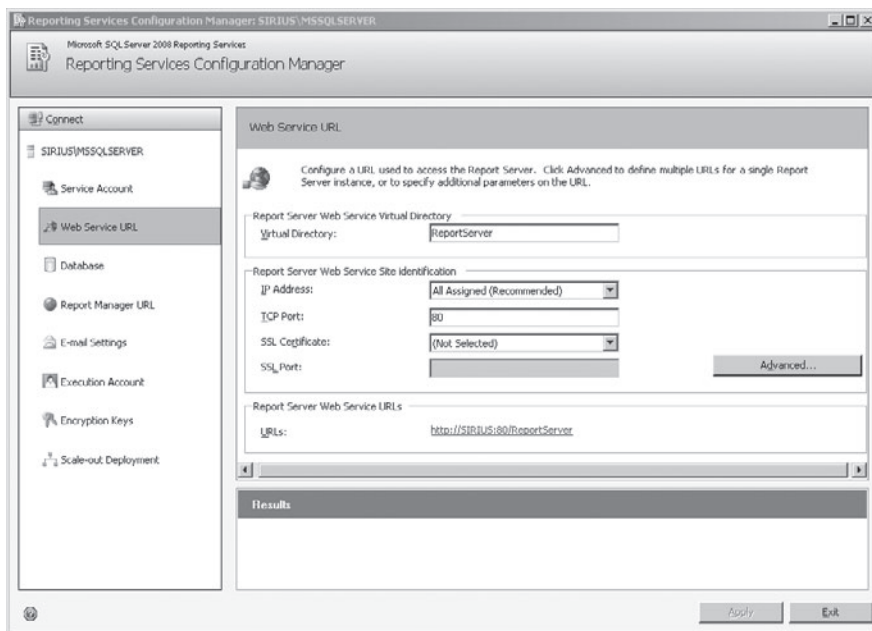 Reporting Services Configuration Manager: SIRIUS\MSSQLSERVER
Microsoft SQL Server 2008 Reporting Services
Reporting Services Configuration Manager
Connect
SIRIUS\MSSQLSERVER
Service Account
Web Service URL
Database
Report Manager URL
E-mail Settings
Execution Account
Encryption Keys
Scale-out Deployment
Web Service URL
Configure a URL used to access the Report Server. Click Advanced to define multiple URLs for a single Report
Server instance, or to specify additional parameters on the URL.
Report Server Web Service Virtual Directory
Virtual Directory: ReportServer
Report Server Web Service Site identification
IP Address: All Assigned (Recommended)
TCP Port: 80
SSL Certificate: (Not Selected)
SSL Port:
Advanced...
Report Server Web Service URLs
URLs: http://SIRIUS:80/ReportServer
Results
Apply
Exit